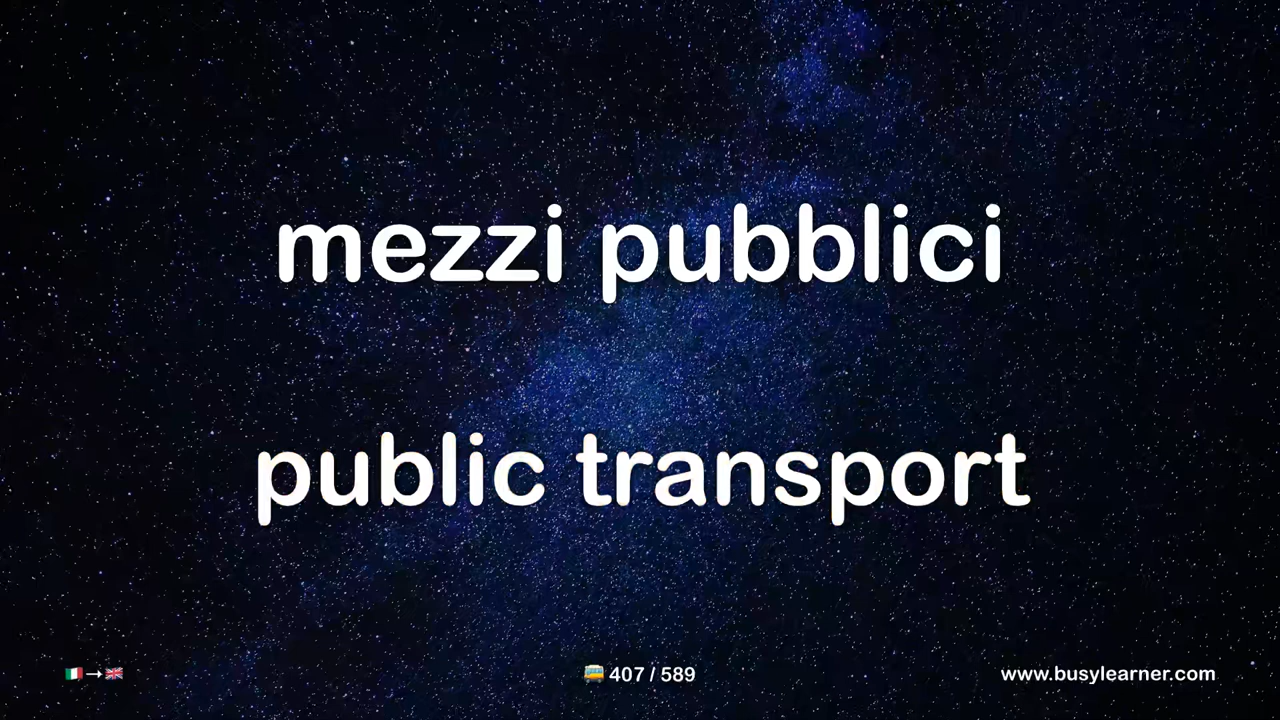 mezzi pubblici
public transport
🇮🇹→🇬🇧
🚌 407 / 589
www.busylearner.com